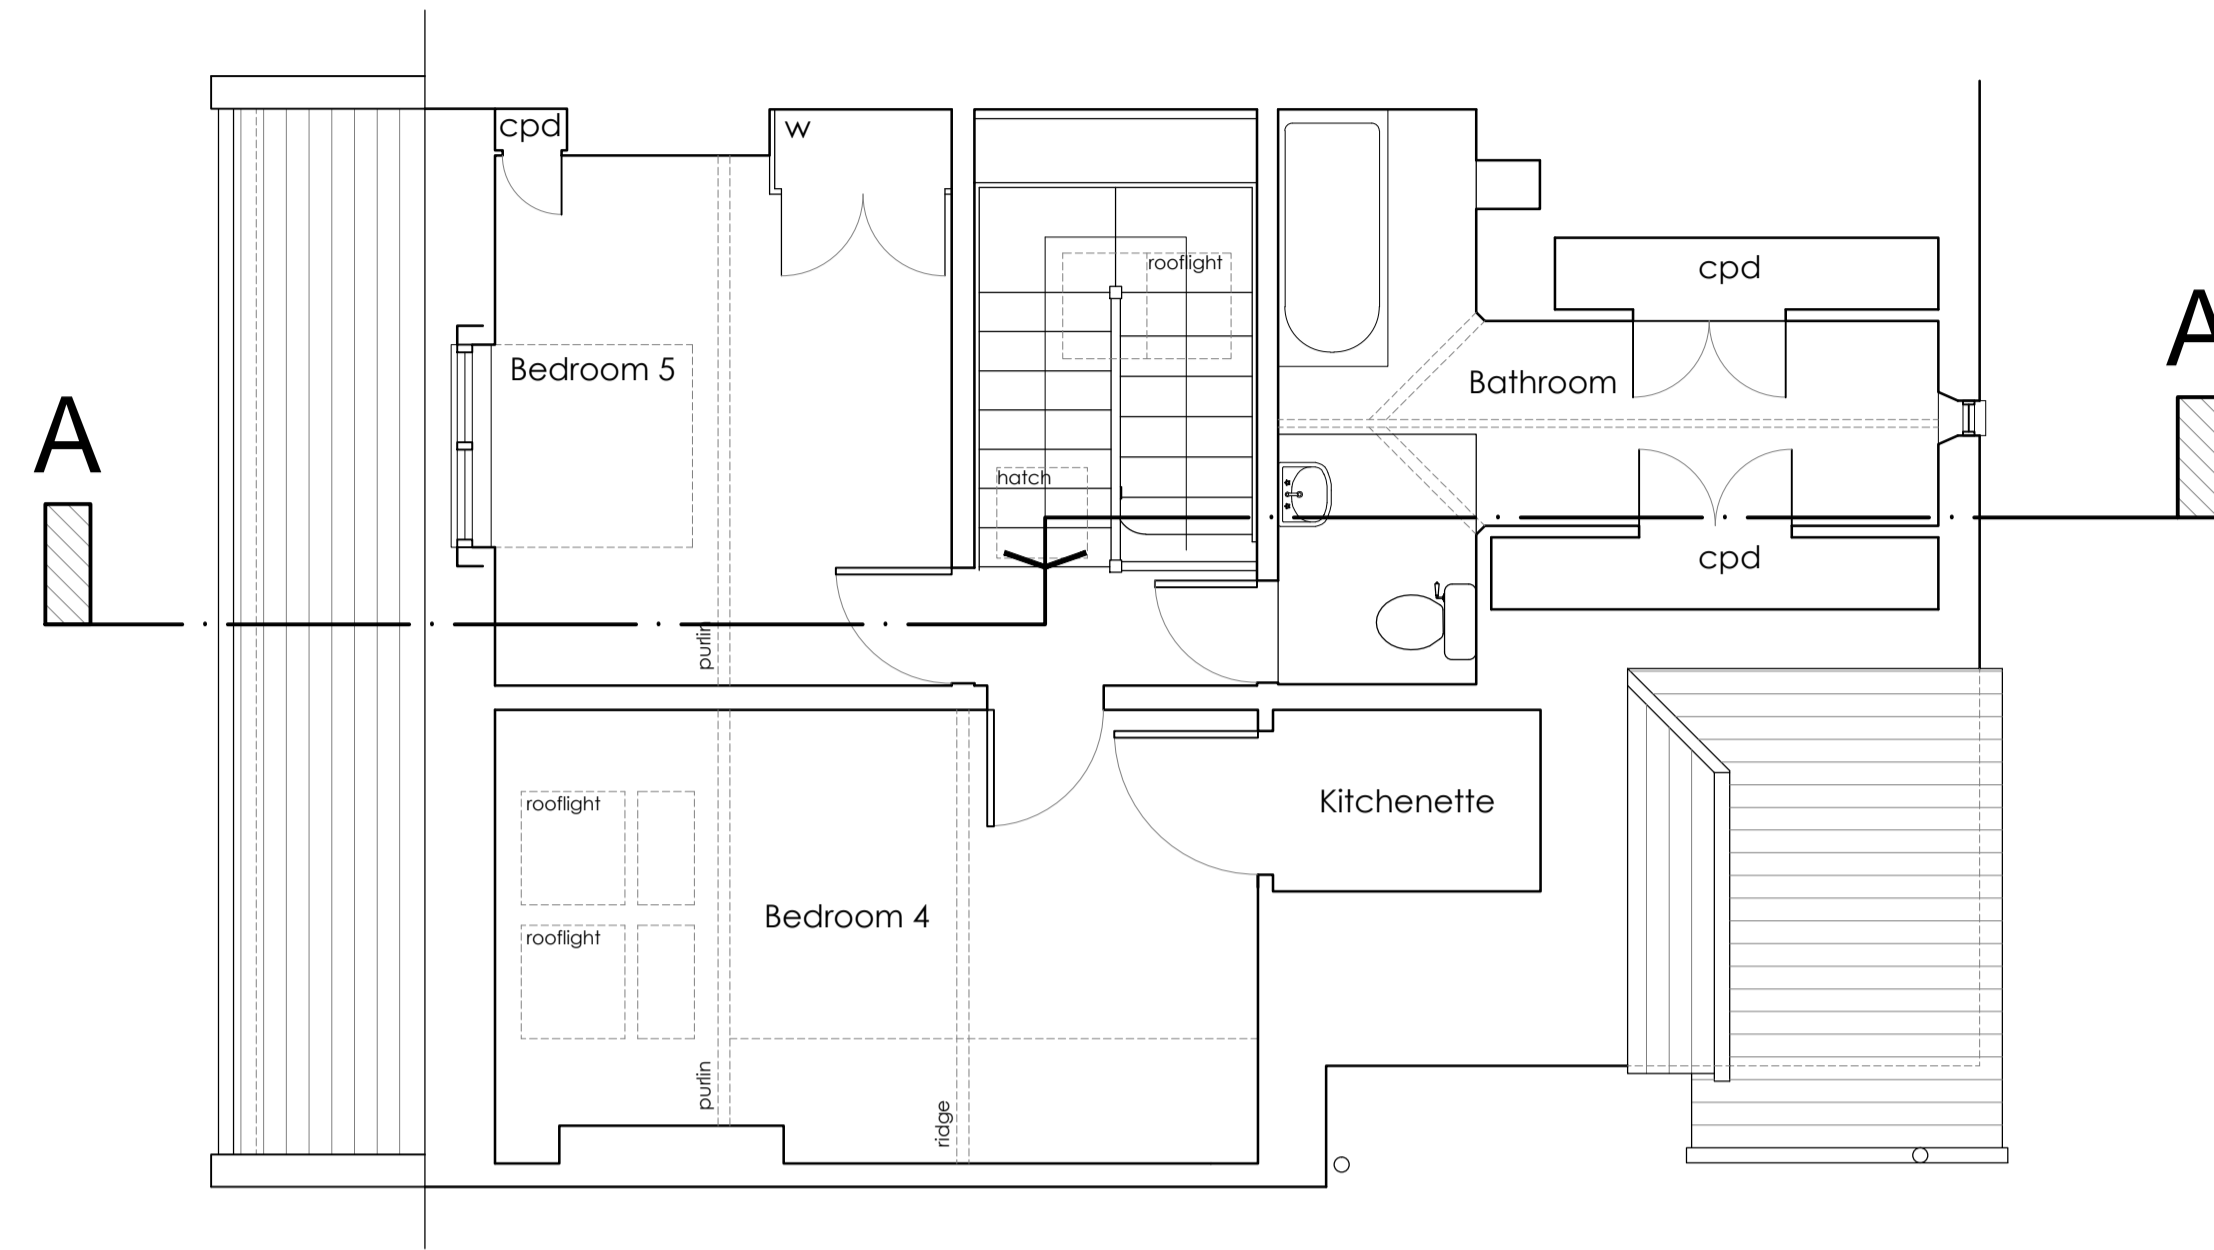 cpd
w
rooflight
cpd
A
Bedroom 5
Bathroom
A
hatch
cpd
purlin
rooflight
Kitchenette
Bedroom 4
rooflight
purlin
ridge